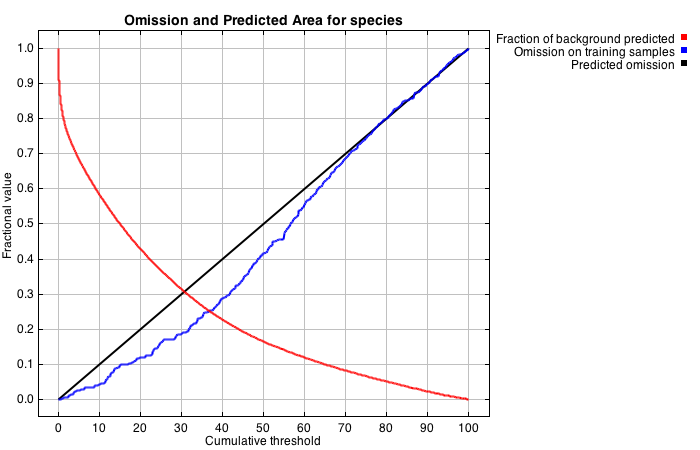 Omission and Predicted Area for species
Fraction of background predicted
Omission on training samples
Predicted omission
Fractional value
1.0
0.9
0.8
0.7
0.6
0.5
0.4
0.3
0.2
0.1
0.0
0 10 20 30 40 50 60 70 80 90 100
Cumulative threshold